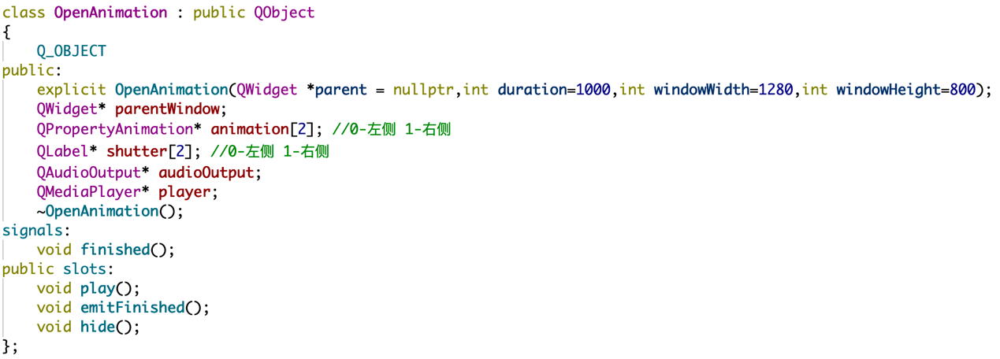 class OpenAnimation : public QObject
{
    Q_OBJECT
public:
    explicit OpenAnimation(QWidget *parent = nullptr,int duration=1000,int windowWidth=1280,int windowHeight=800);
    QWidget* parentWindow;
    QPropertyAnimation* animation[2]; //0-左侧 1-右侧
    QLabel* shutter[2]; //0-左侧 1-右侧
    QAudioOutput* audioOutput;
    QMediaPlayer* player;
    ~OpenAnimation();
signals:
    void finished();
public slots:
    void play();
    void emitFinished();
    void hide();
};